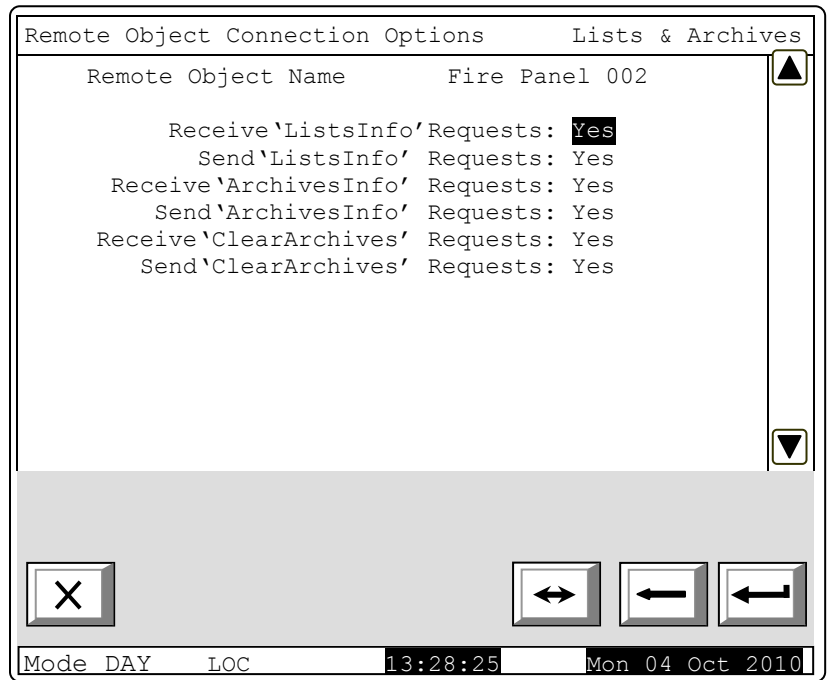 Remote Object Connection Options Lists & Archives
Remote Object Name Fire Panel 002
Receive‘ListsInfo’Requests: Yes
Send‘ListsInfo’ Requests: Yes
Receive‘ArchivesInfo’ Requests: Yes
Send‘ArchivesInfo’ Requests: Yes
Receive‘ClearArchives’ Requests: Yes
Send‘ClearArchives’ Requests: Yes
Mode DAY LOC 13:28:25 Mon 04 Oct 2010